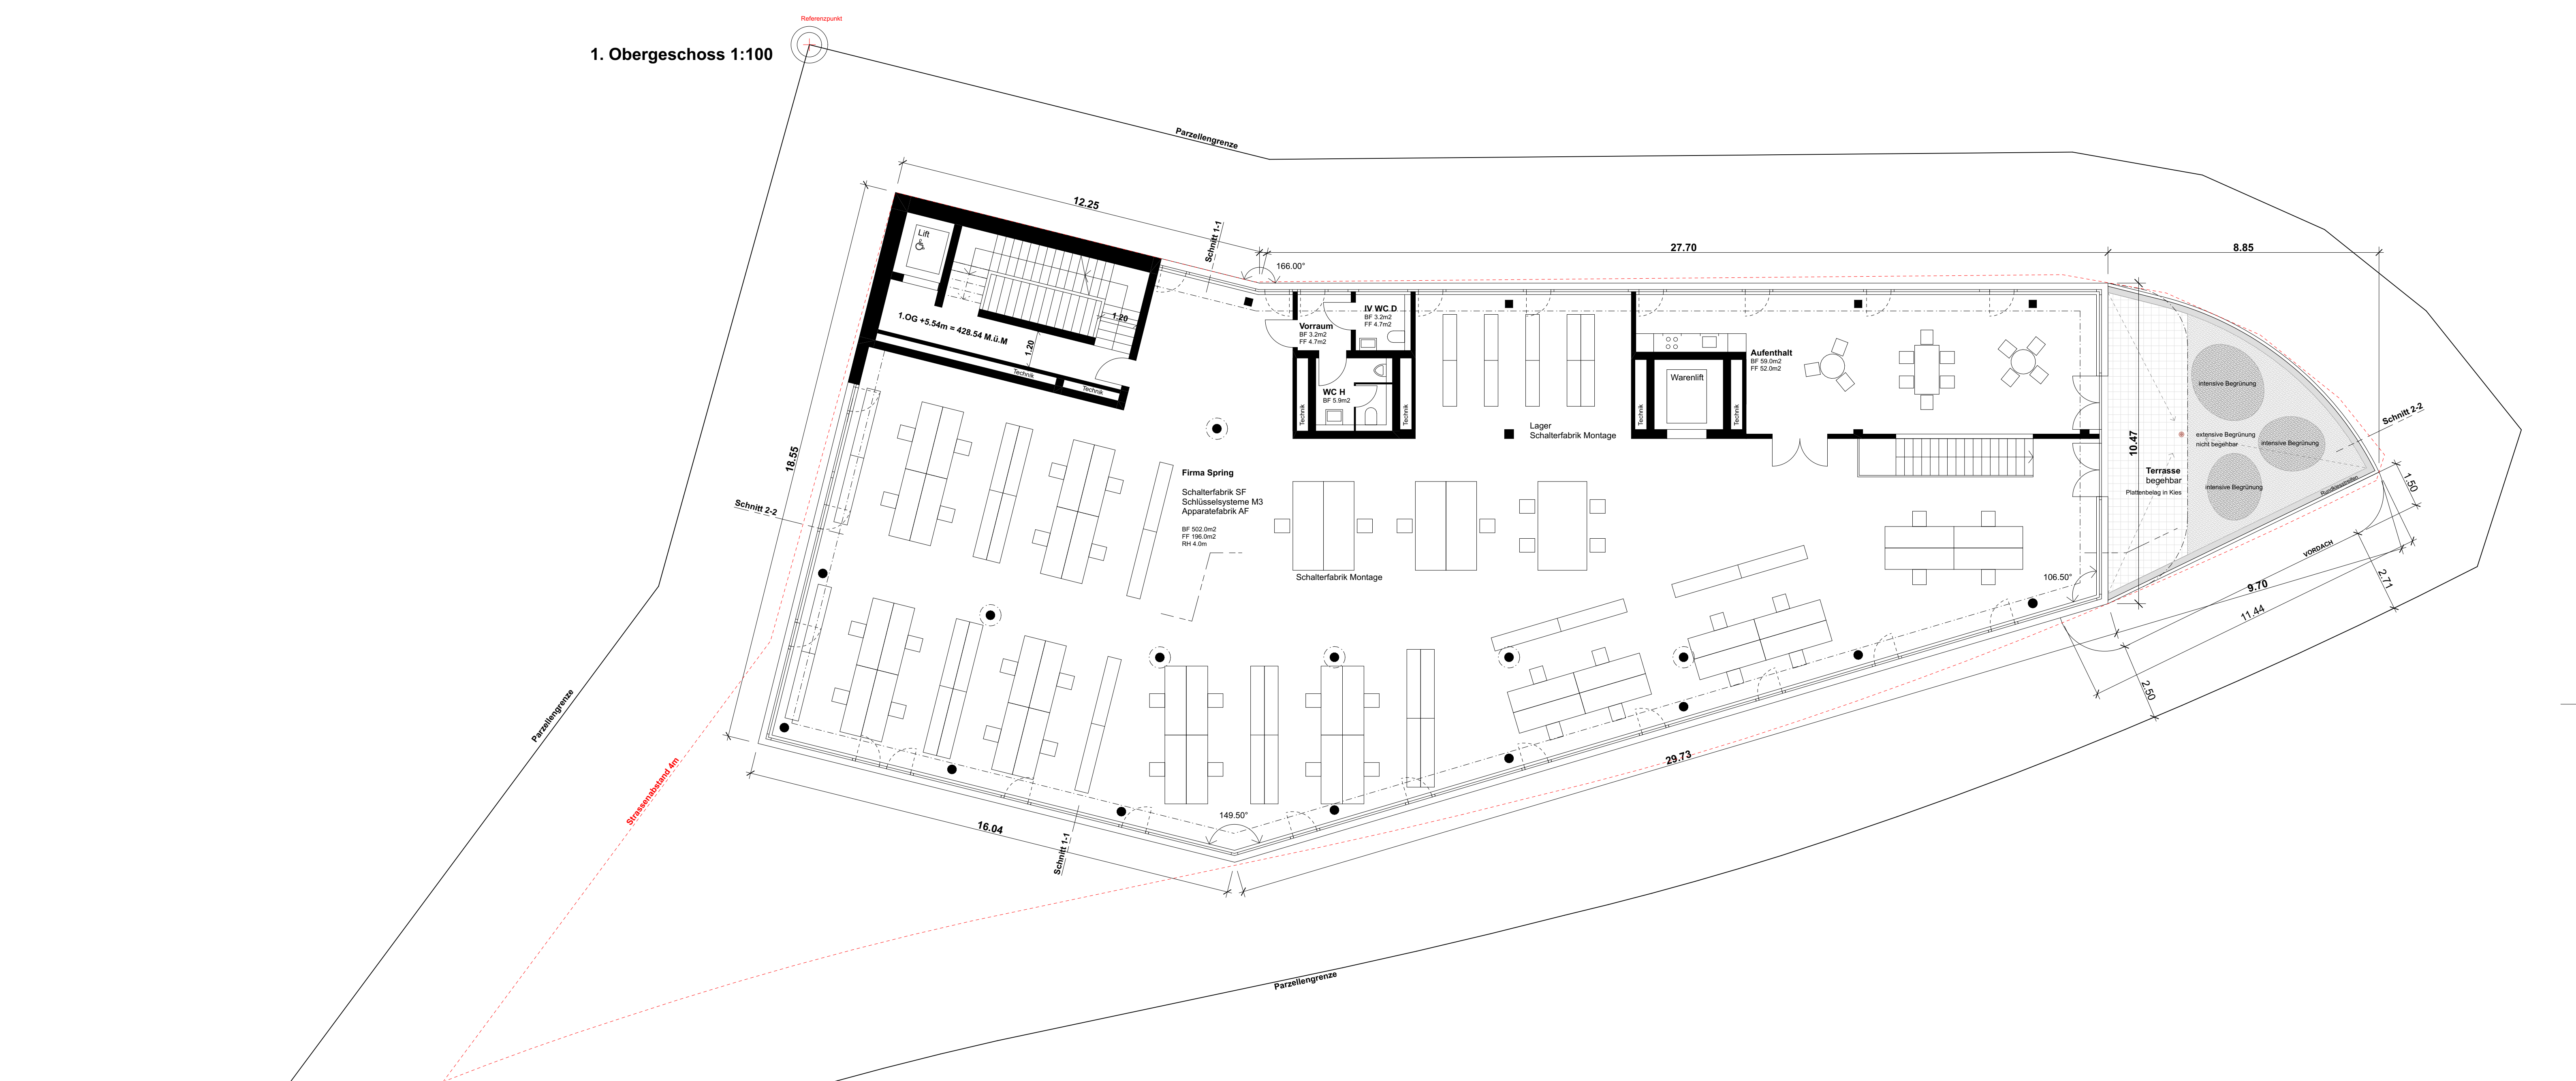 Referenzpunkt
1. Obergeschoss 1:100
Parzellengrenze
12.25
Schnitt 1-1
166.00°
27.70
8.85
Lift
1.20
1.OG +5.54m = 428.54 M.ü.M
1.20
Technik
Technik
Vorraum
BF 3.2m2
FF 4.7m2
IV WC D
BF 3.2m2
FF 4.7m2
WC H
BF 5.9m2
Technik
Technik
Lager
Schalterfabrik Montage
Technik
Warenlift
Technik
Aufenthalt
BF 59.0m2
FF 52.0m2
10.47
intensive Begrünung
extensive Begrünung
nicht begehbar
intensive Begrünung
intensive Begrünung
Schnitt 2-2
Terrasse
begehbar
Plattenbelag in Kies
Rundkiesstreifen
1.50
VORDACH
2.71
9.70
11.44
2.50
18.55
Schnitt 2-2
Firma Spring
Schalterfabrik SF
Schlüsselsysteme M3
Apparatefabrik AF
BF 502.0m2
FF 196.0m2
RH 4.0m
Schalterfabrik Montage
106.50°
29.73
149.50°
16.04
Schnitt 1-1
Parzellengrenze
Strassenabstand 4m
Parzellengrenze